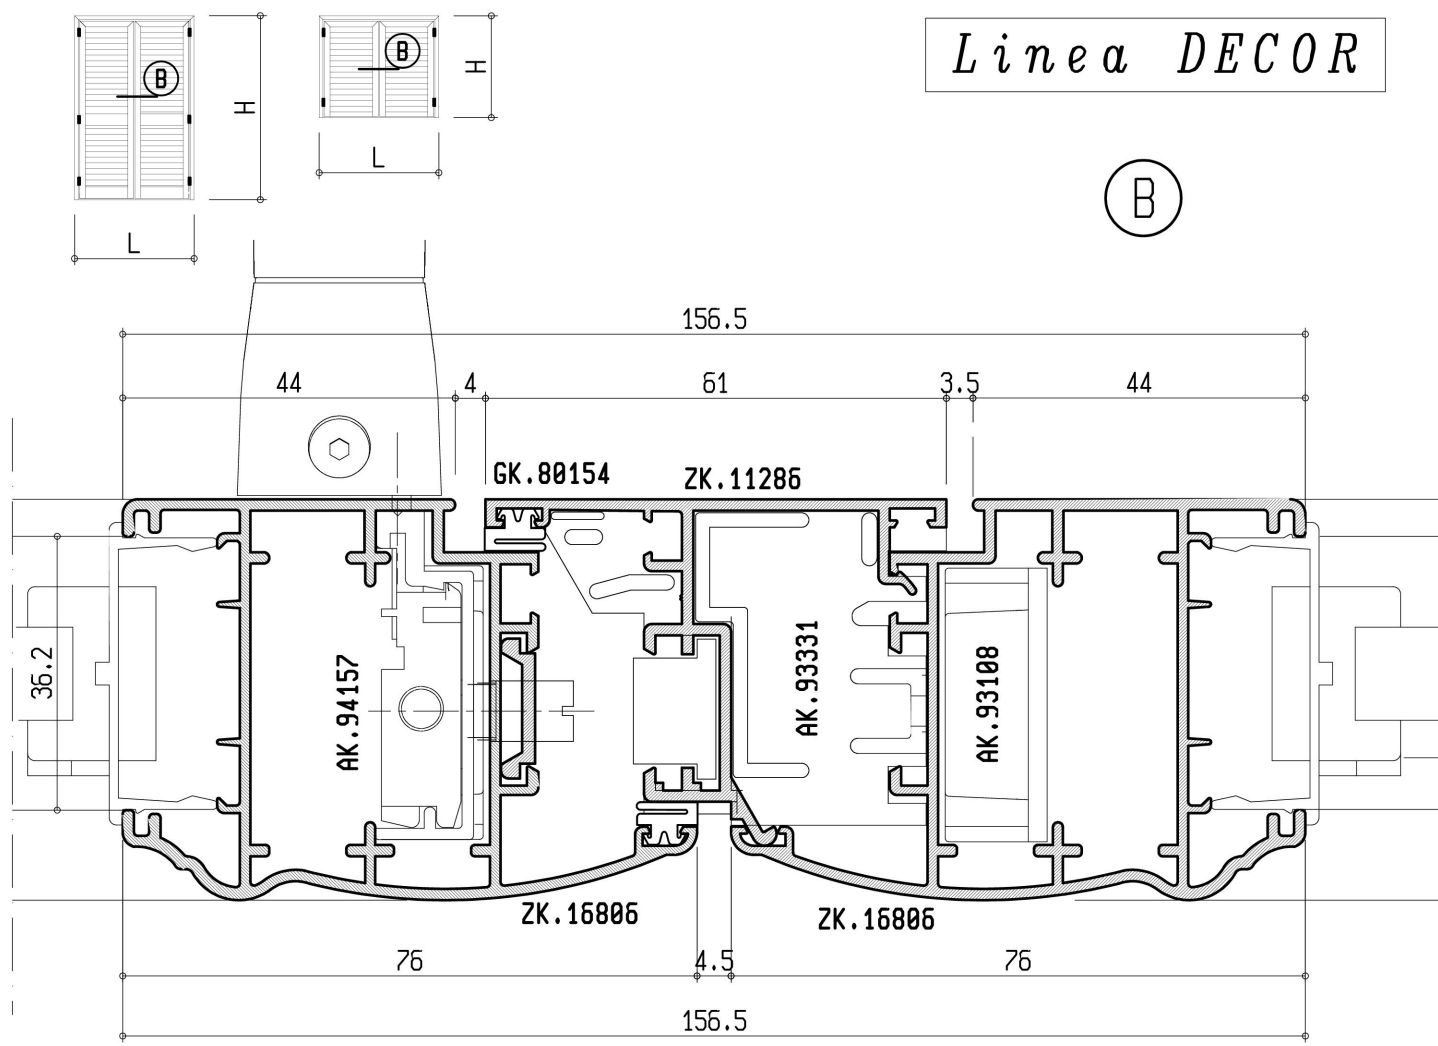 Linea DECOR
B
B
H
H
L
L
B
156.5
44
4
61
3.5
44
GK.80154
ZK.11286
36.2
AK.94157
AK.93331
AK.93108
ZK.16806
ZK.16806
76
4.5
76
156.5